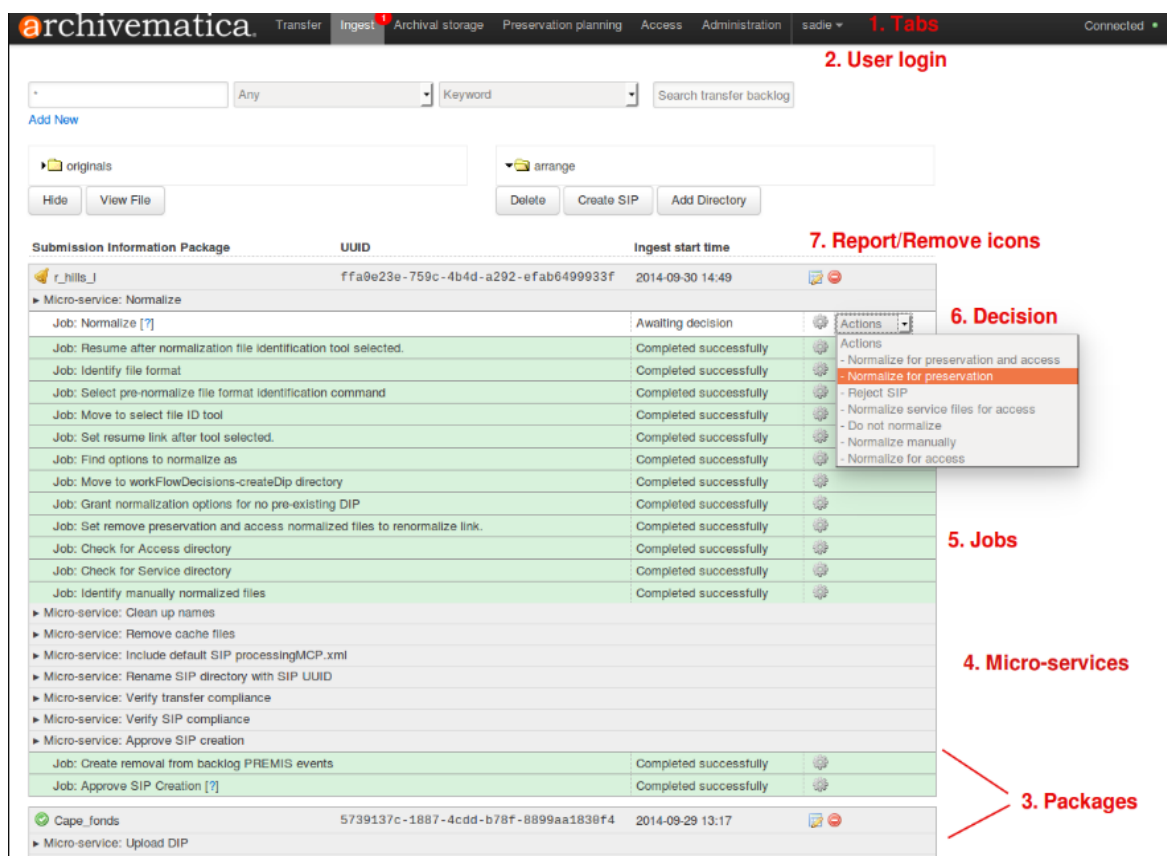 archivematica. Transfer Ingest 1 Archival storage Preservation planning Access Administration sadie 1. Tabs Connected
2. User login
* Any Keyword Search transfer backlog
Add New
originals arrange
Hide View File Delete Create SIP Add Directory
Submission Information Package UUID Ingest start time 7. Report/Remove icons
r_hills_l ffa0e23e-759c-4b4d-a292-efab6499933f 2014-09-30 14:49
Micro-service: Normalize
Job: Normalize [?] Awaiting decision Actions 6. Decision
Actions
- Normalize for preservation and access
- Normalize for preservation
- Reject SIP
- Normalize service files for access
- Do not normalize
- Normalize manually
- Normalize for access
Job: Resume after normalization file identification tool selected. Completed successfully
Job: Identify file format Completed successfully
Job: Select pre-normalize file format identification command Completed successfully
Job: Move to select file ID tool Completed successfully
Job: Set resume link after tool selected. Completed successfully
Job: Find options to normalize as Completed successfully
Job: Move to workFlowDecisions-createDip directory Completed successfully
Job: Grant normalization options for no pre-existing DIP Completed successfully
Job: Set remove preservation and access normalized files to renormalize link. Completed successfully
Job: Check for Access directory Completed successfully 5. Jobs
Job: Check for Service directory Completed successfully
Job: Identify manually normalized files Completed successfully
Micro-service: Clean up names
Micro-service: Remove cache files
Micro-service: Include default SIP processingMCP.xml 4. Micro-services
Micro-service: Rename SIP directory with SIP UUID
Micro-service: Verify transfer compliance
Micro-service: Verify SIP compliance
Micro-service: Approve SIP creation
Job: Create removal from backlog PREMIS events Completed successfully
Job: Approve SIP Creation [?] Completed successfully
3. Packages
Cape_fonds 5739137c-1887-4cdd-b78f-8899aa1830f4 2014-09-29 13:17
Micro-service: Upload DIP